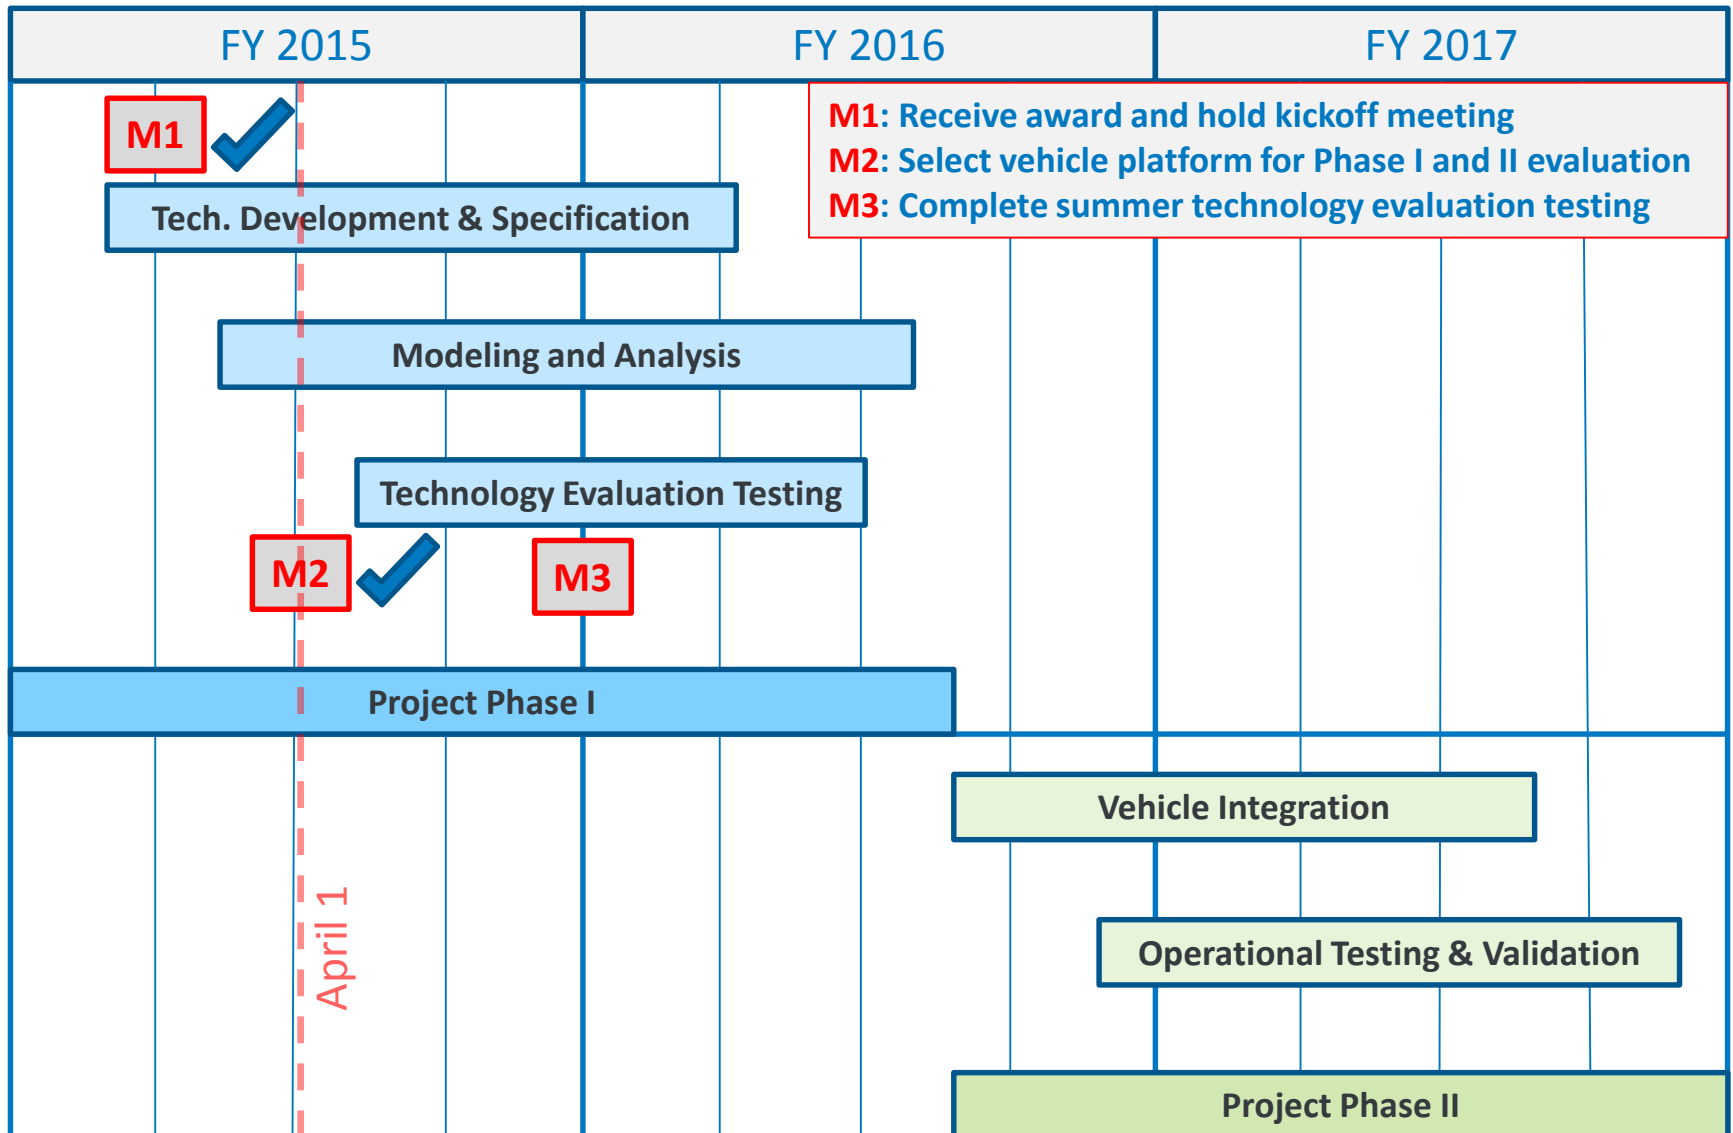 FY 2015
FY 2016
FY 2017
M1
M1: Receive award and hold kickoff meeting
M2: Select vehicle platform for Phase I and II evaluation
M3: Complete summer technology evaluation testing
Tech. Development & Specification
Modeling and Analysis
Technology Evaluation Testing
M2
M3
Project Phase I
Vehicle Integration
April 1
Operational Testing & Validation
Project Phase II